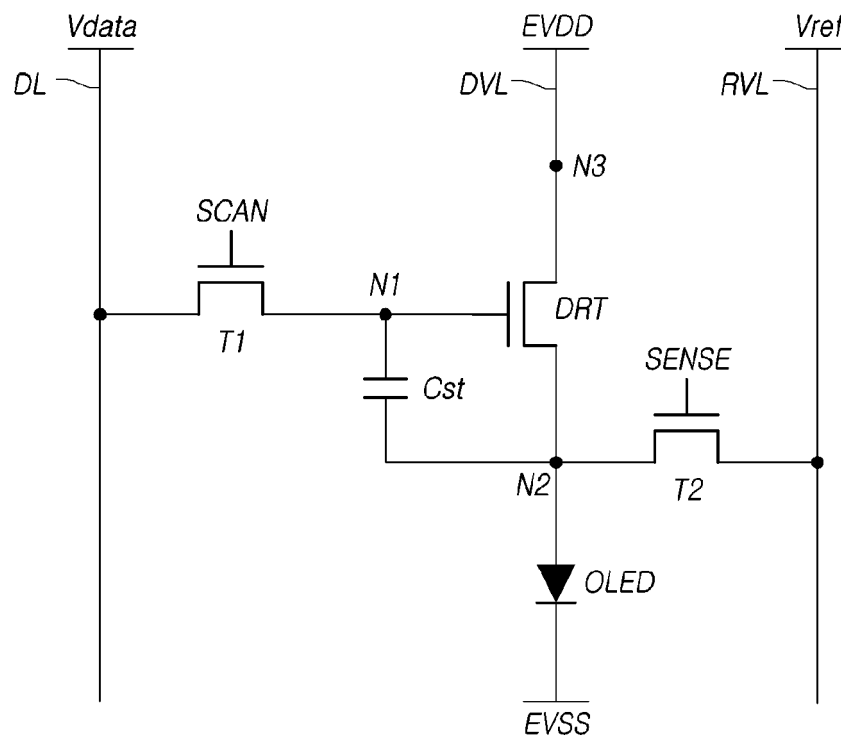 Vdata
EVDD
Vref
DL
DVL
RVL
N3
SCAN
N1
DRT
T1
SENSE
Cst
N2
T2
OLED
EVSS